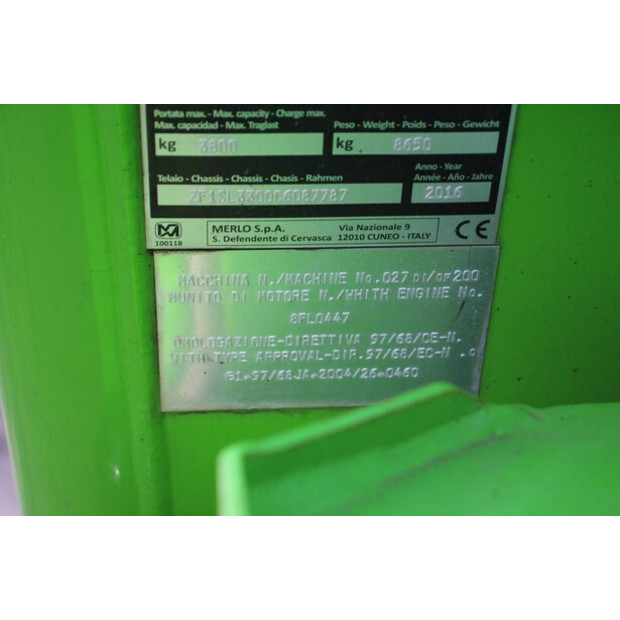 Portata max. - Max. capacity - Charge max.
Max. capacidad - Max. Traglast
kg 3800
Peso - Weight - Poids - Peso - Gewicht
kg 8650
Telaio - Chassis - Chassis - Chasis - Rahmen
ZF1SL330006087787
Anno - Year
Année - Año - Jahre
2016
100118
MERLO S.p.A. Via Nazionale 9
S. Defendente di Cervasca 12010 CUNEO - ITALY
CE
MACCHINA N./MACHINE No.027 DI/OF 200
MUNITO DI MOTORE N./WHITH ENGINE No.
8FL0447
OMOLOGAZIONE-DIRETTIVA 97/68/CE-N.
WITH TYPE APPROVAL-DIR.97/68/EC-N .0
97/68JA*2004/26*0460